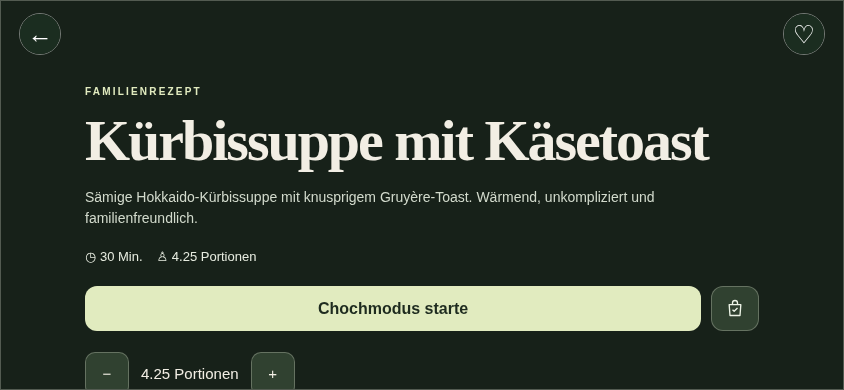 ←
♡
FAMILIENREZEPT
Kürbissuppe mit Käsetoast
Sämige Hokkaido-Kürbissuppe mit knusprigem Gruyère-Toast. Wärmend, unkompliziert und
familienfreundlich.
◷ 30 Min. ♙ 4.25 Portionen
Chochmodus starte
− 4.25 Portionen +